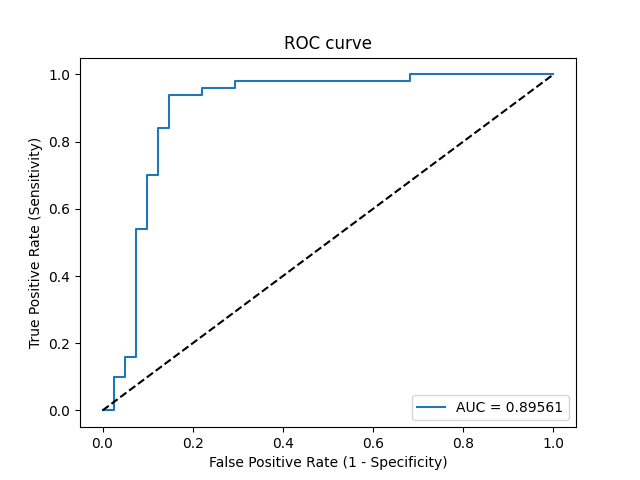 ROC curve
True Positive Rate (Sensitivity)
1.0
0.8
0.6
0.4
0.2
0.0
AUC = 0.89561
0.0 0.2 0.4 0.6 0.8 1.0
False Positive Rate (1 - Specificity)